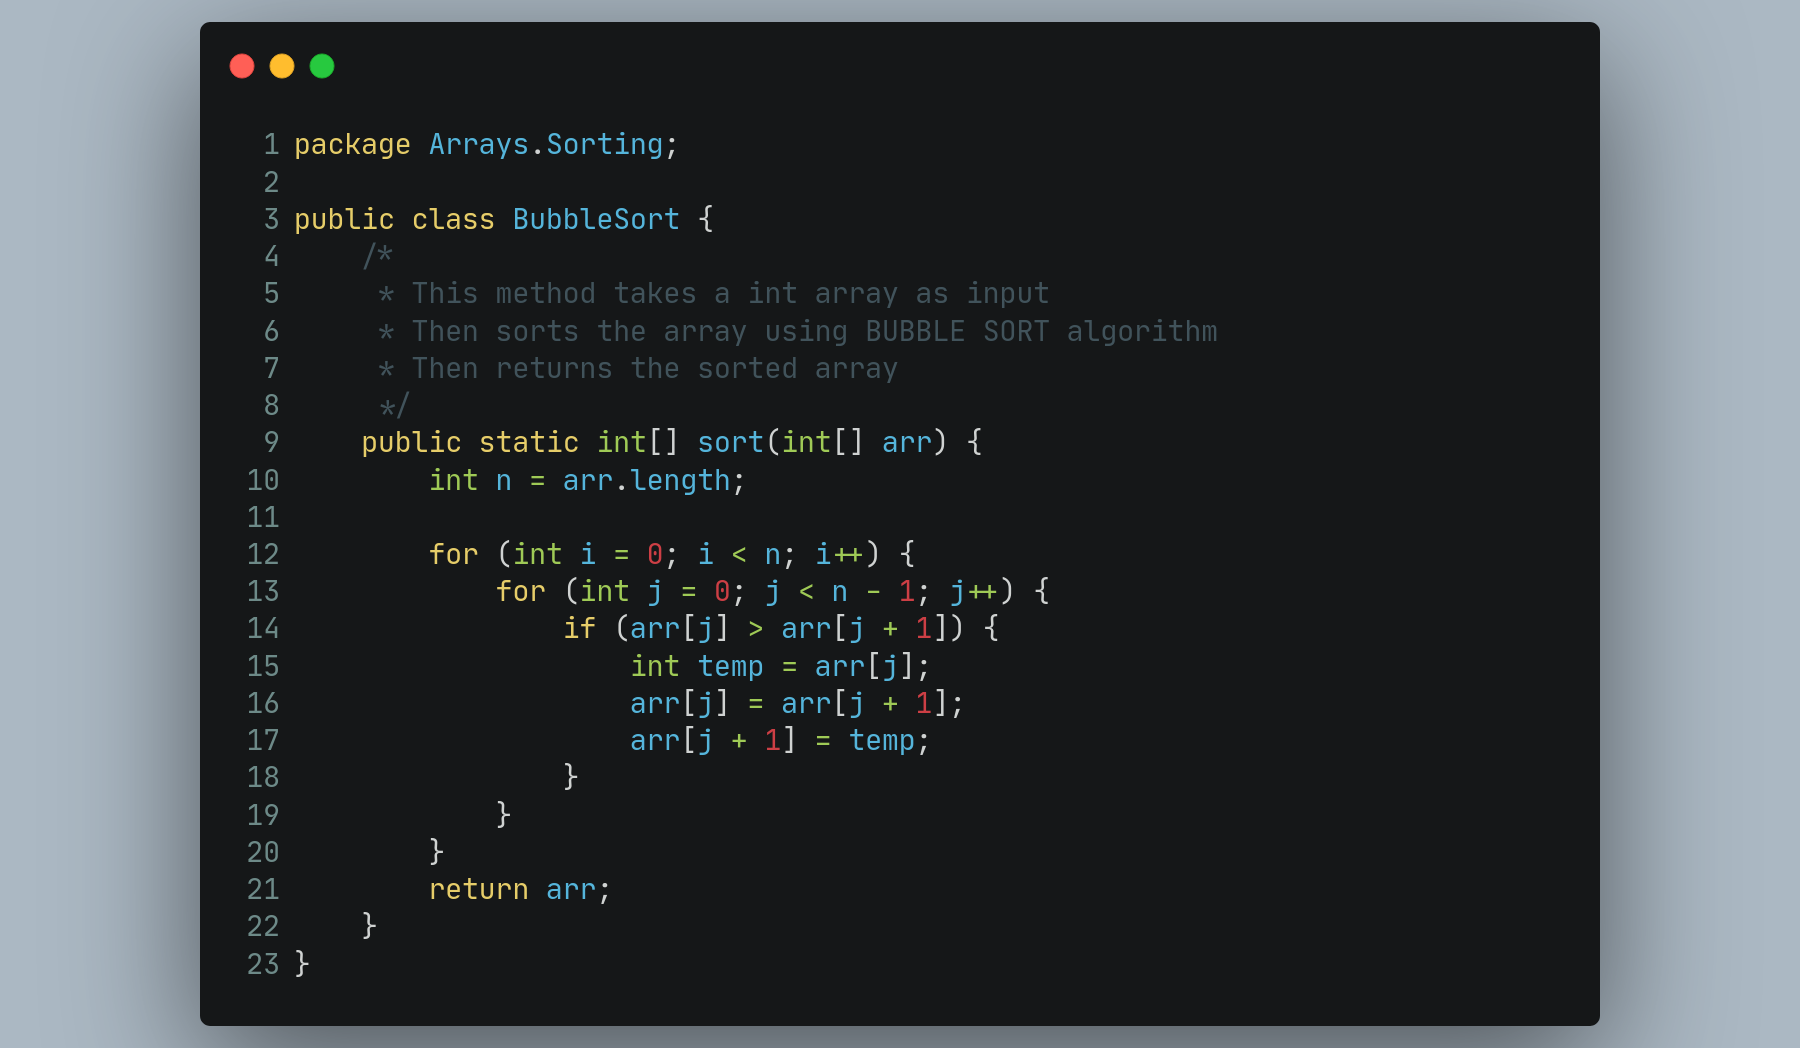 1 package Arrays.Sorting;
2
3 public class BubbleSort {
4     /*
5      * This method takes a int array as input
6      * Then sorts the array using BUBBLE SORT algorithm
7      * Then returns the sorted array
8      */
9     public static int[] sort(int[] arr) {
10         int n = arr.length;
11
12         for (int i = 0; i < n; i++) {
13             for (int j = 0; j < n - 1; j++) {
14                 if (arr[j] > arr[j + 1]) {
15                     int temp = arr[j];
16                     arr[j] = arr[j + 1];
17                     arr[j + 1] = temp;
18                 }
19             }
20         }
21         return arr;
22     }
23 }